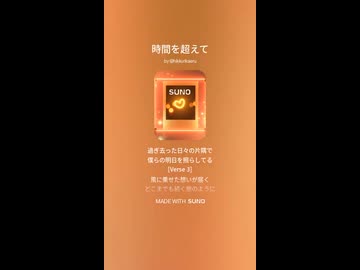 時間を超えて
SUNO
過ぎ去った日々の片隅で
僕らの明日を照らしてる
[Verse 3]
風に乗せた想いが届く
どこまでも続く空のように
MADE WITH SUNO